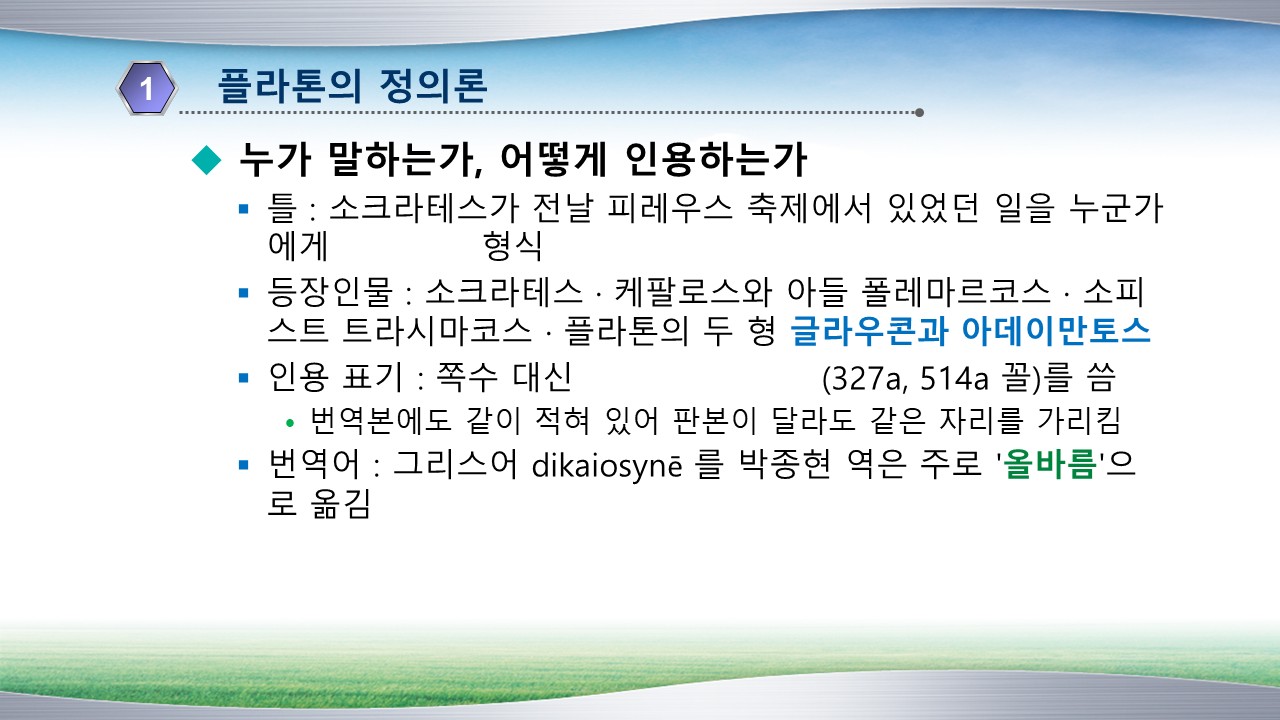 1 플라톤의 정의론
누가 말하는가, 어떻게 인용하는가
틀 : 소크라테스가 전날 피레우스 축제에서 있었던 일을 누군가
에게 형식
등장인물 : 소크라테스 · 케팔로스와 아들 폴레마르코스 · 소피
스트 트라시마코스 · 플라톤의 두 형 글라우콘과 아데이만토스
인용 표기 : 쪽수 대신 (327a, 514a 꼴)를 씀
번역본에도 같이 적혀 있어 판본이 달라도 같은 자리를 가리킴
번역어 : 그리스어 dikaiosynē 를 박종현 역은 주로 '올바름'으
로 옮김